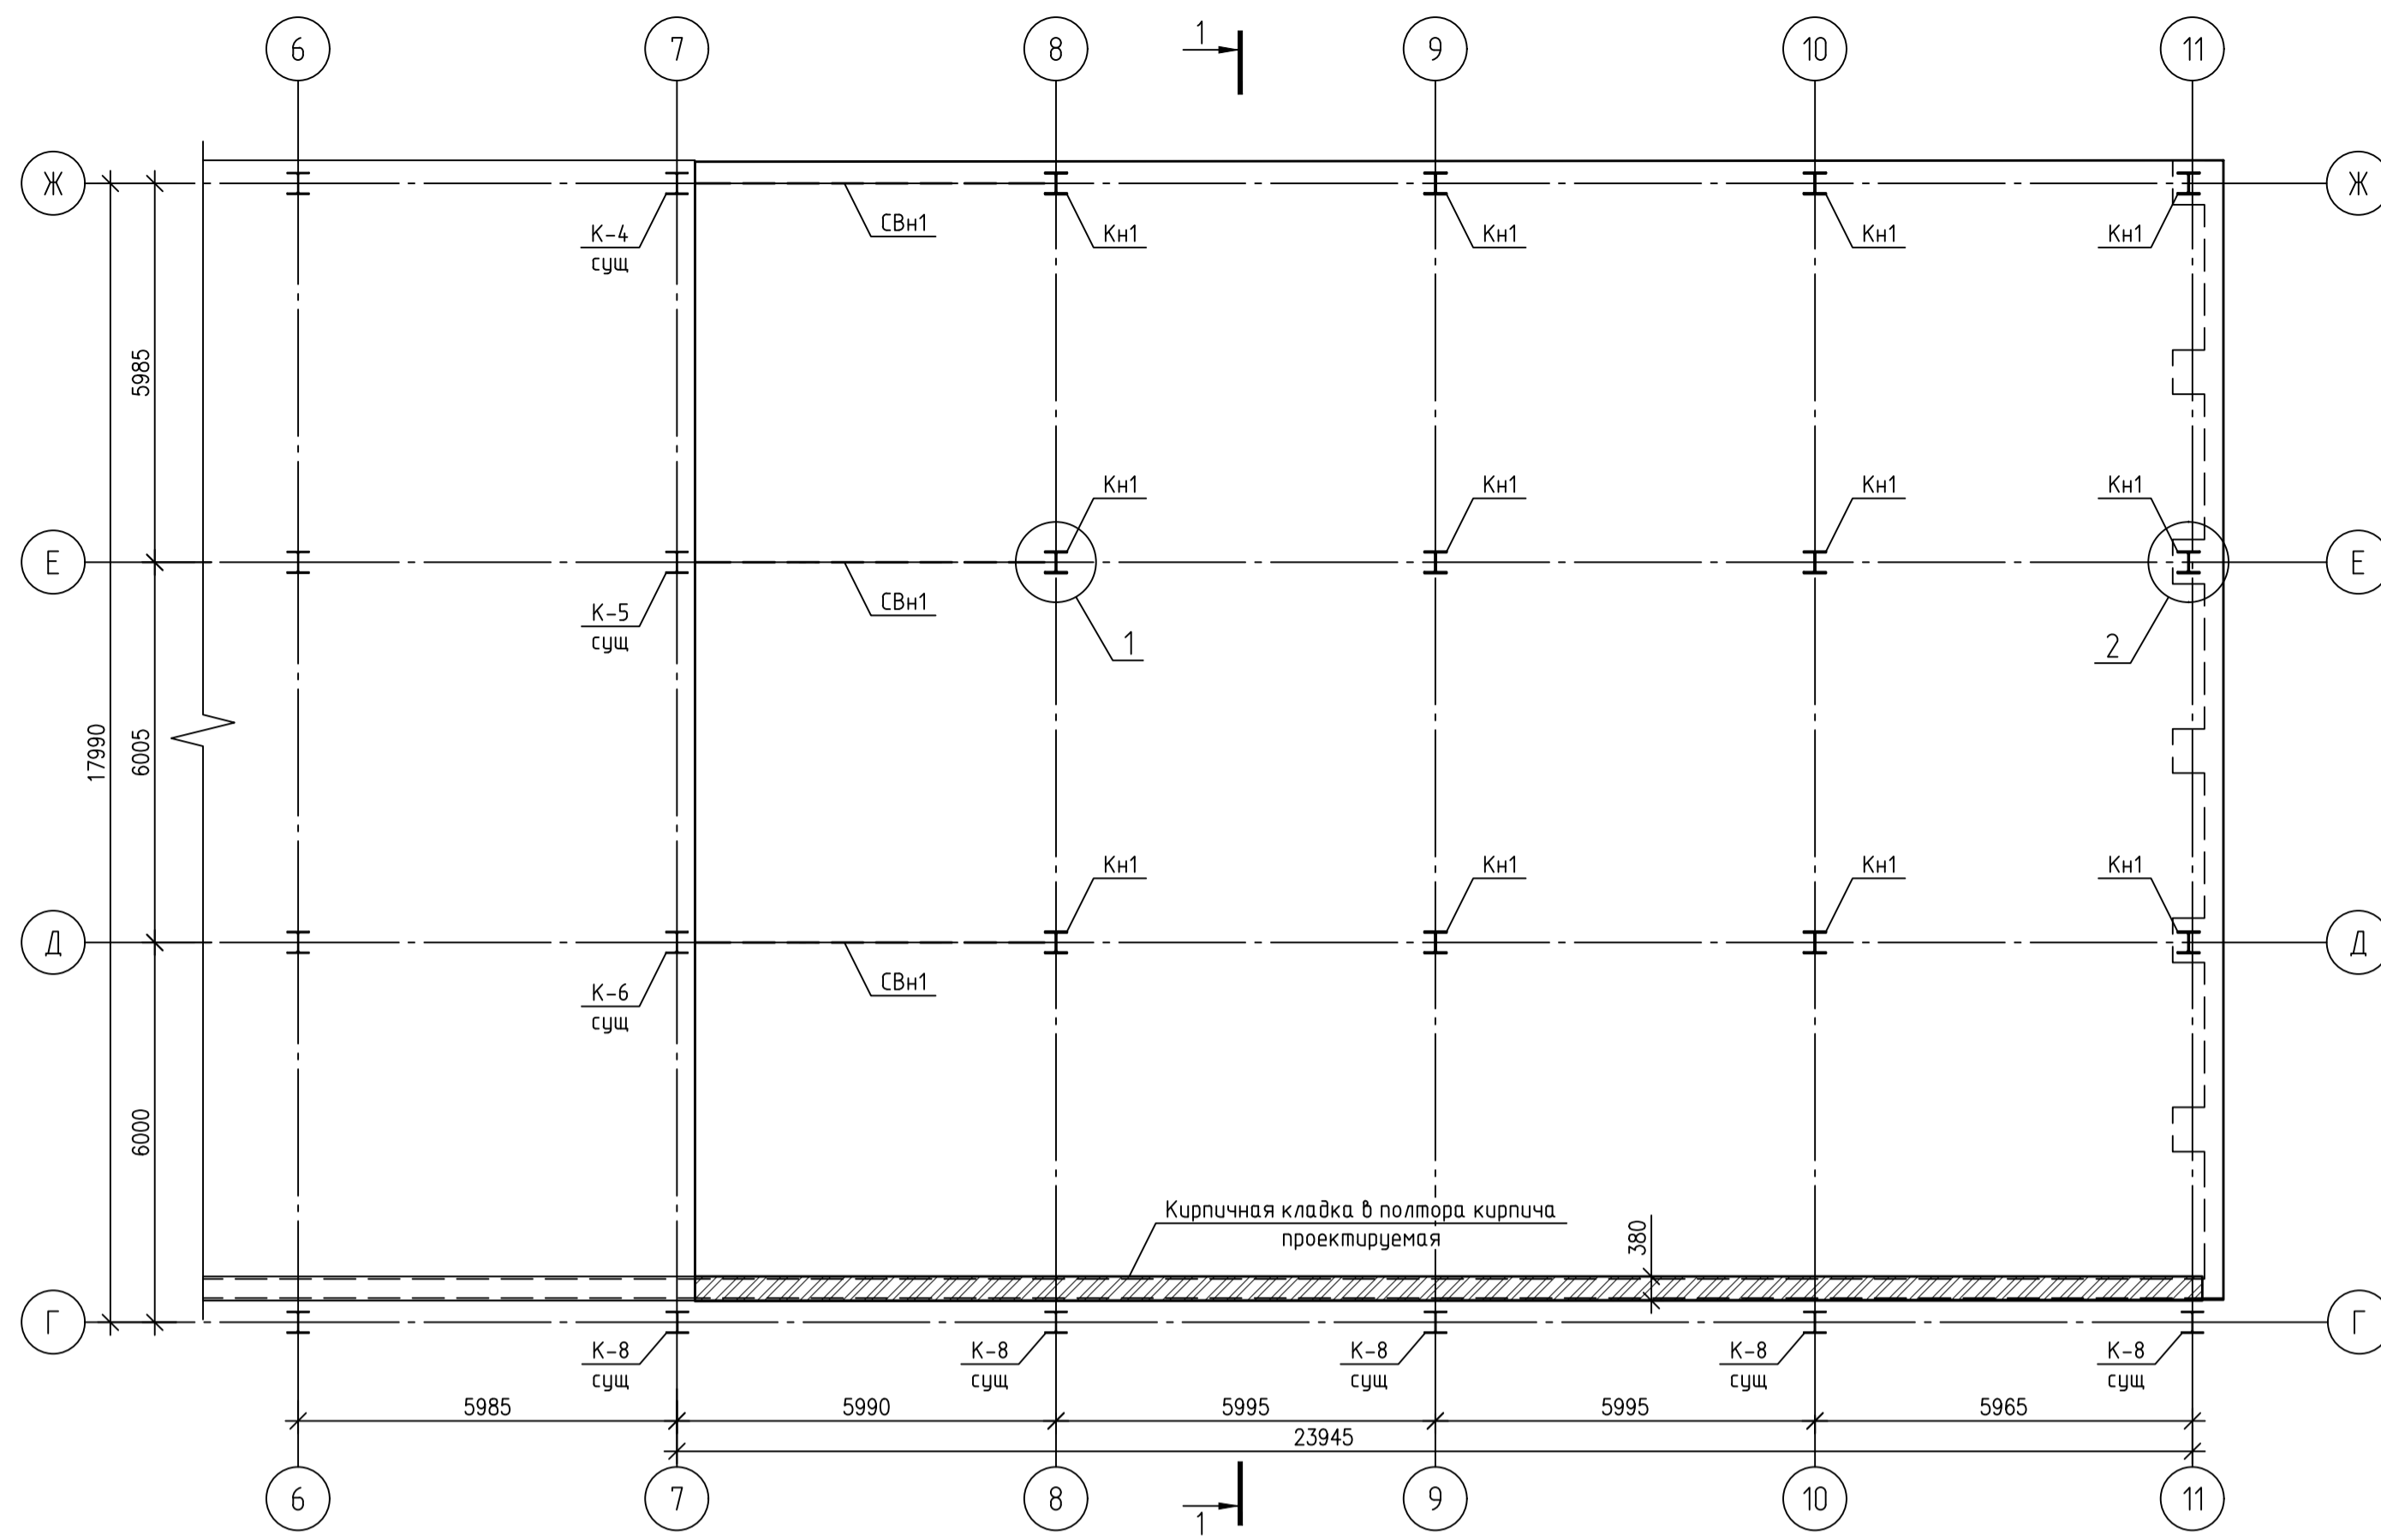 6 7 8 1 9 10 11
Ж Ж
К-4
сущ
СВн1
Кн1 Кн1 Кн1 Кн1
5985
Кн1 Кн1 Кн1 Кн1
Е Е
К-5
сущ
СВн1
1 2
17990
6005
Кн1 Кн1 Кн1 Кн1
Д Д
К-6
сущ
СВн1
6000
Кирпичная кладка в полтора кирпича
проектируемая
380
Г Г
К-8 К-8 К-8 К-8 К-8
сущ сущ сущ сущ сущ
5985 5990 5995 5995 5965
23945
6 7 8 1 9 10 11